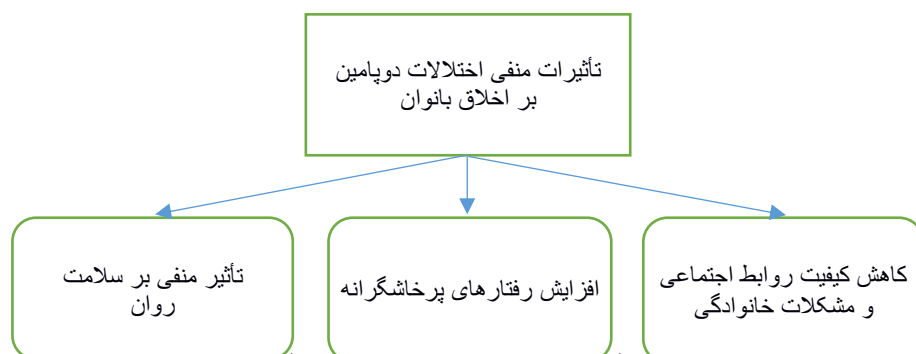 تأثیرات منفی اختلالات دوپامین
بر اخلاق بانوان
کاهش کیفیت روابط اجتماعی
و مشکلات خانوادگی
افزایش رفتارهای پرخاشگرانه
تأثیر منفی بر سلامت
روان